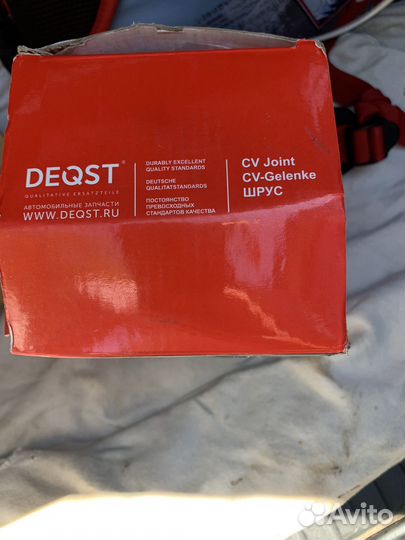 DEQST®
QUALITATIVE ERSATZTEILE
АВТОМОБИЛЬНЫЕ ЗАПЧАСТИ
WWW.DEQST.RU
DURABLY EXCELLENT
QUALITY STANDARDS
DEUTSCHE
QUALITATSTANDARDS
ПОСТОЯНСТВО
ПРЕВОСХОДНЫХ
СТАНДАРТОВ КАЧЕСТВА
CV Joint
CV-Gelenke
ШРУС
Avito